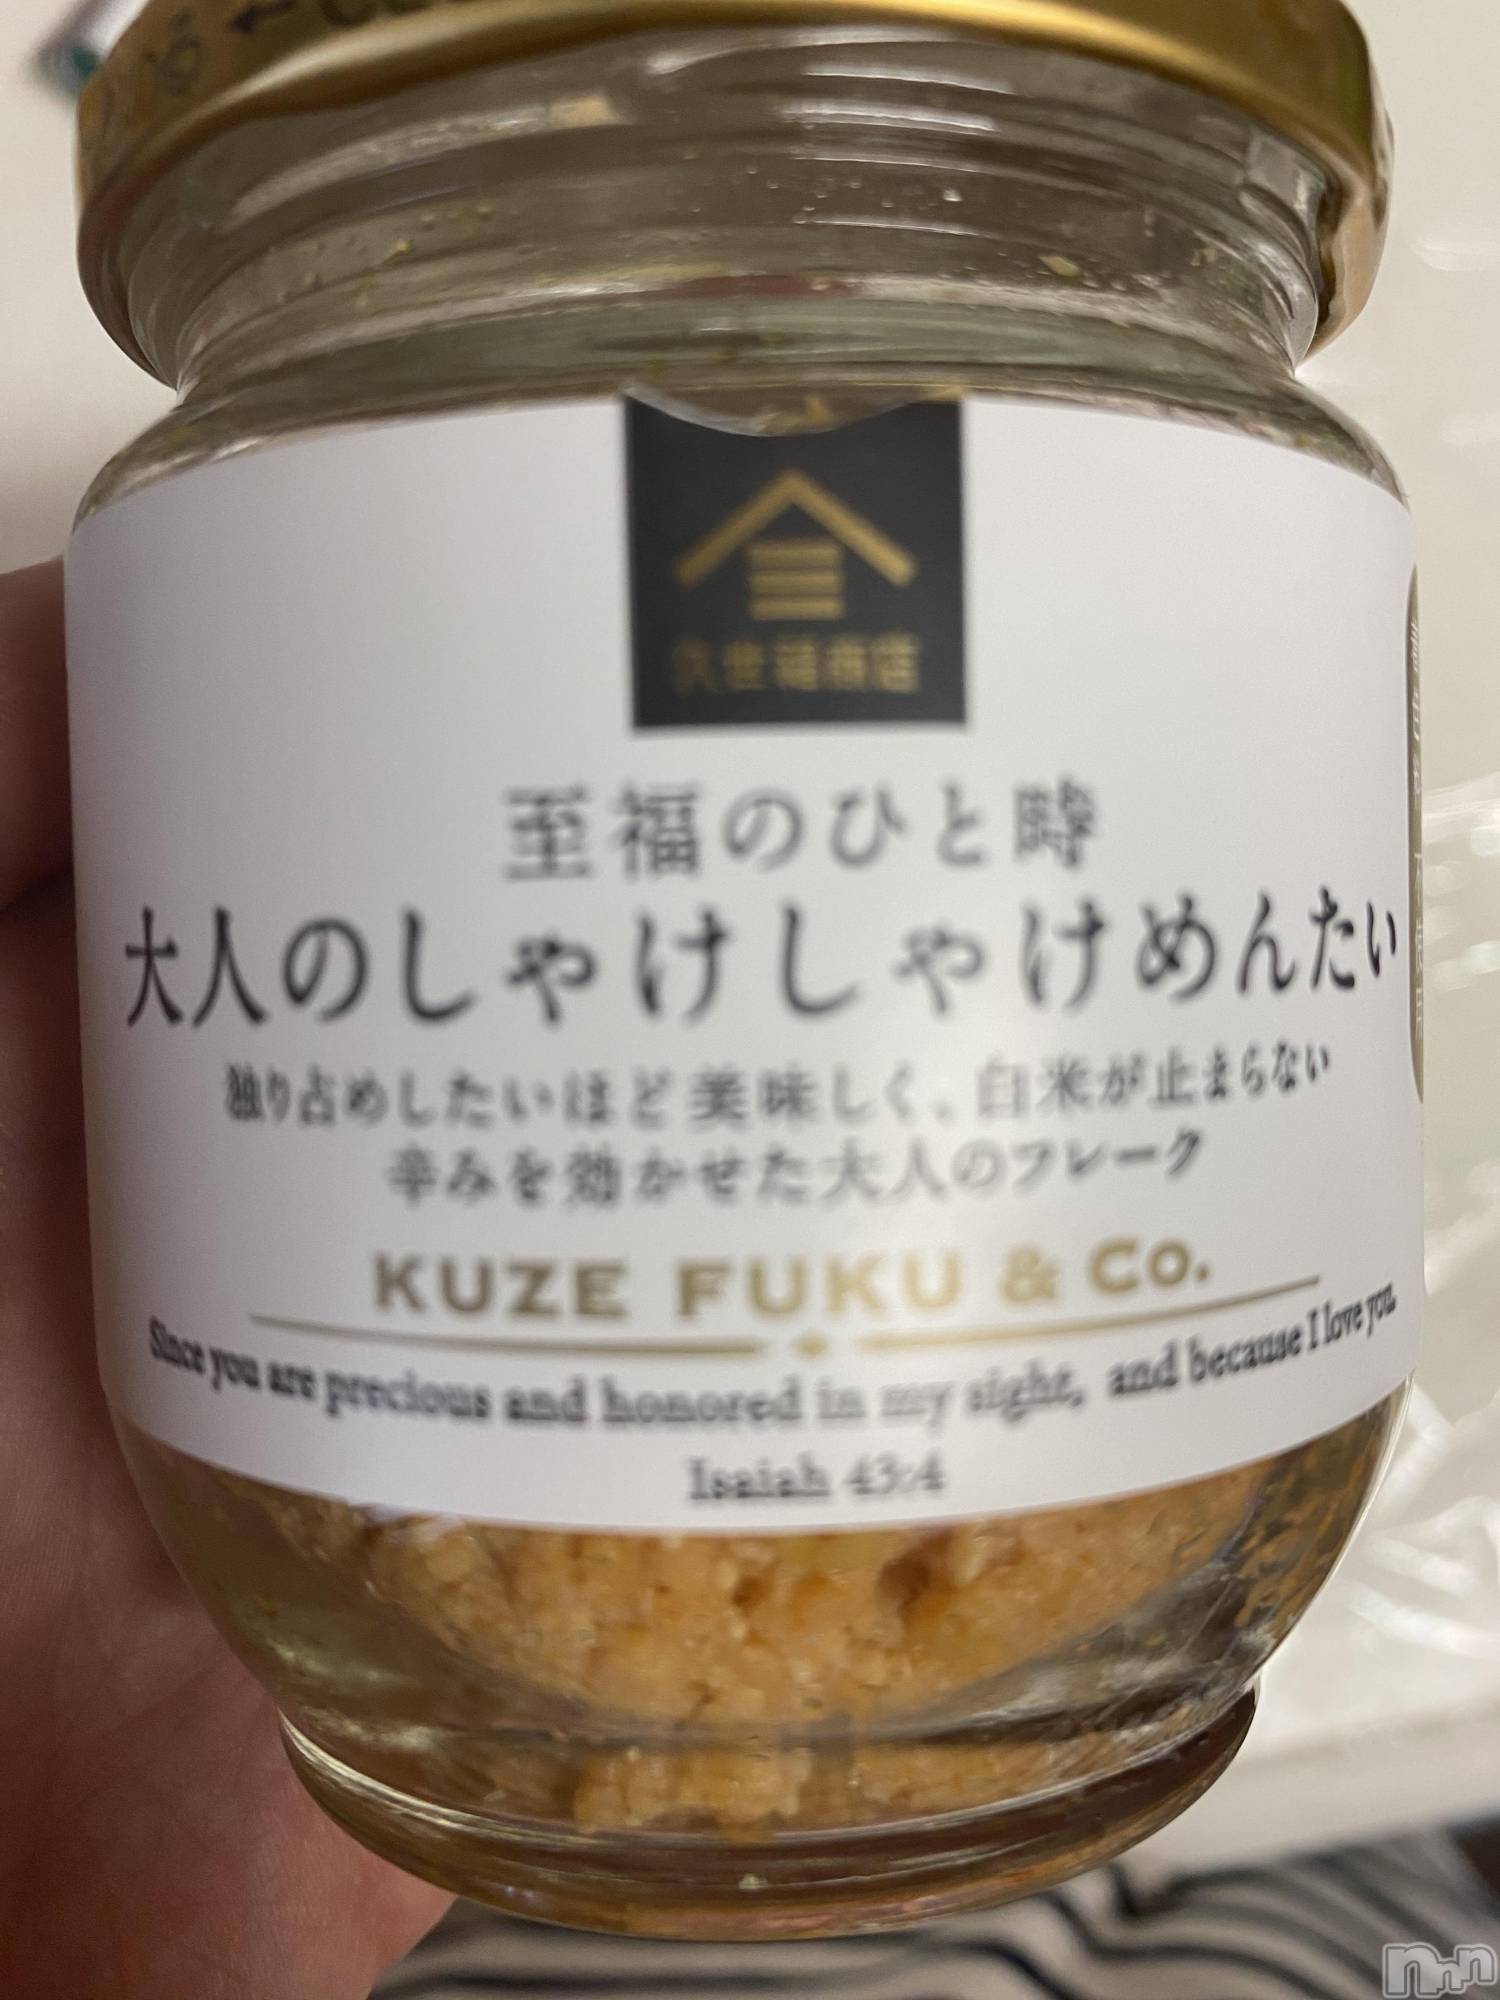 久世福商店
至福のひと時
大人のしゃけしゃけめんたい
独り占めしたいほど美味しく、白米が止まらない
辛みを効かせた大人のフレーク
KUZE FUKU & Co.
Since you are precious and honored in my sight, and because I love you.
Isaiah 43:4